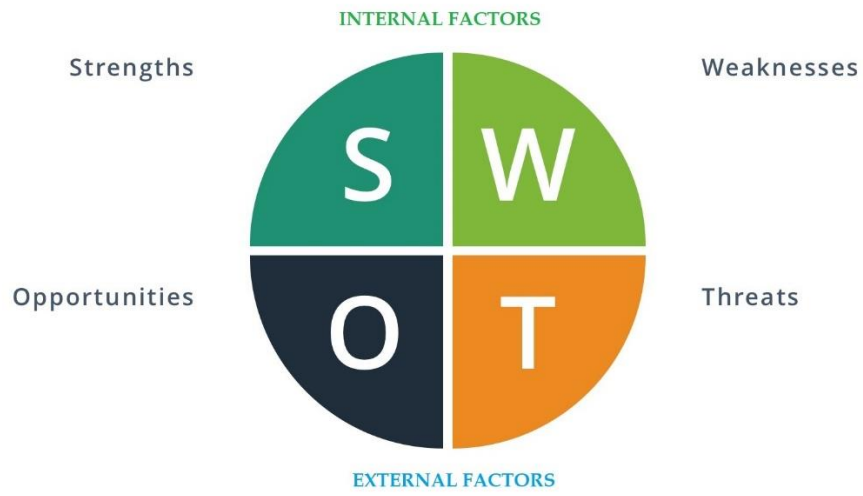 INTERNAL FACTORS
Strengths
Weaknesses
S W
Opportunities
Threats
O T
EXTERNAL FACTORS